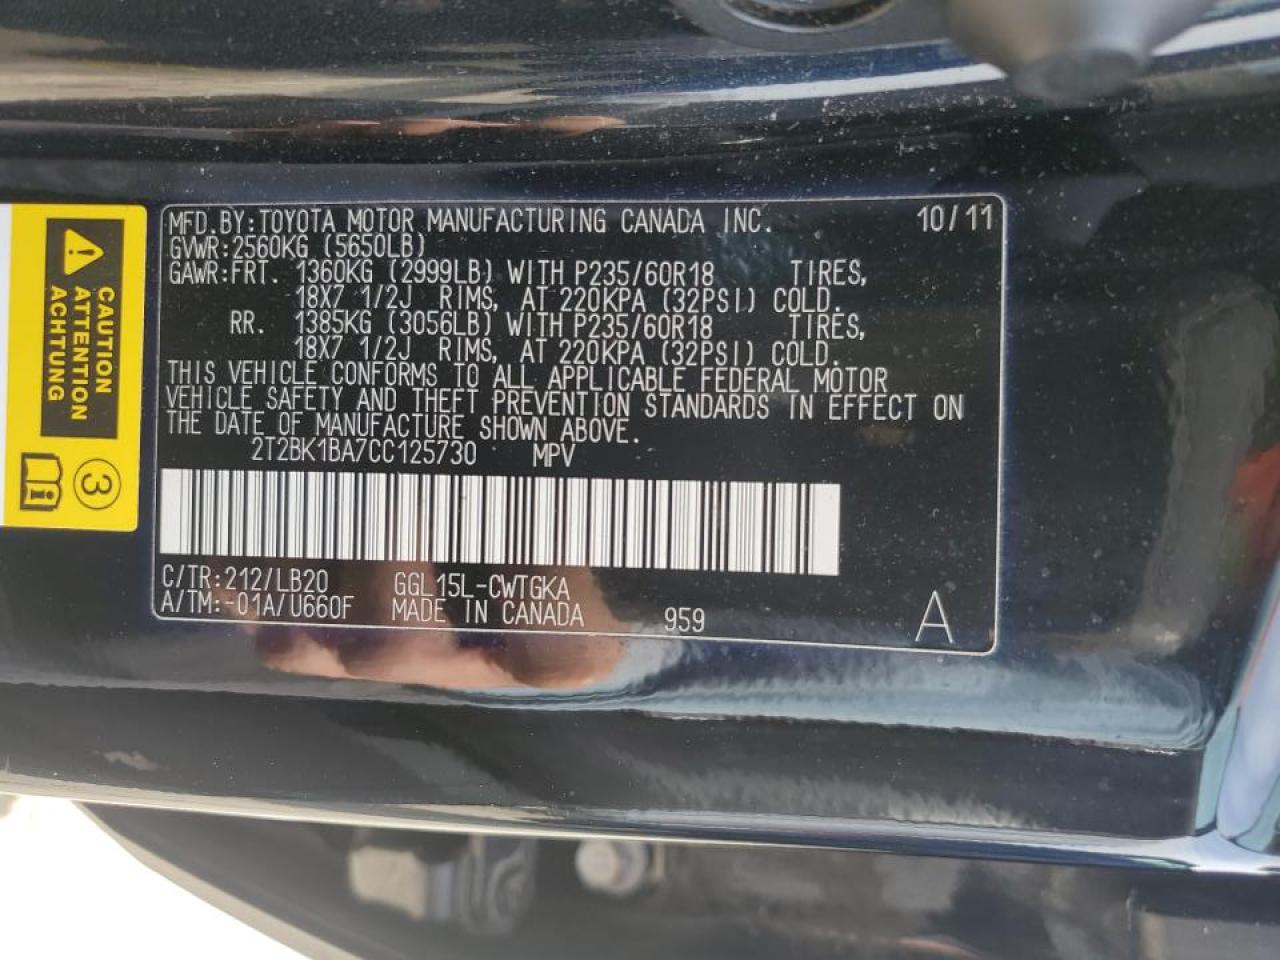 MFD.BY:TOYOTA MOTOR MANUFACTURING CANADA INC. 10/11
GVWR:2560KG (5650LB)
GAWR:FRT. 1360KG (2999LB) WITH P235/60R18 TIRES,
18X7 1/2J RIMS, AT 220KPA (32PSI) COLD.
RR. 1385KG (3056LB) WITH P235/60R18 TIRES,
18X7 1/2J RIMS, AT 220KPA (32PSI) COLD.
THIS VEHICLE CONFORMS TO ALL APPLICABLE FEDERAL MOTOR
VEHICLE SAFETY AND THEFT PREVENTION STANDARDS IN EFFECT ON
THE DATE OF MANUFACTURE SHOWN ABOVE.
2T2BK1BA7CC125730 MPV
C/TR:212/LB20 GGL15L-CWTGKA
A/TM:-01A/U660F MADE IN CANADA 959 A
CAUTION
ATTENTION
ACHTUNG
3